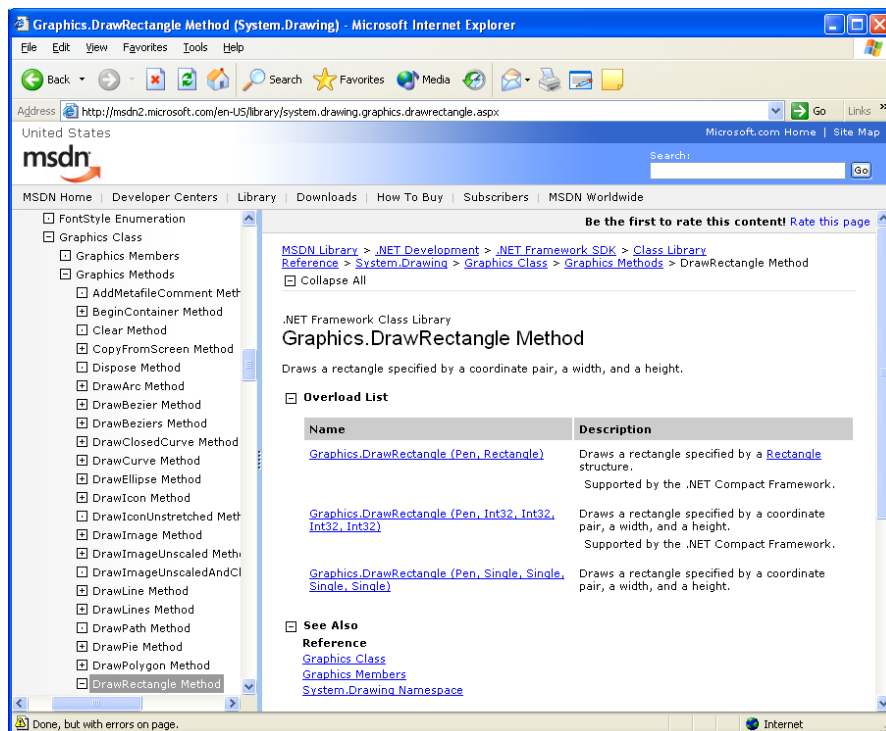 Graphics.DrawRectangle Method (System.Drawing) - Microsoft Internet Explorer
File Edit View Favorites Tools Help
Back Search Favorites Media
Address http://msdn2.microsoft.com/en-US/library/system.drawing.graphics.drawrectangle.aspx Go Links »
United States Microsoft.com Home | Site Map
msdn
Search:
Go
MSDN Home | Developer Centers | Library | Downloads | How To Buy | Subscribers | MSDN Worldwide
FontStyle Enumeration
Graphics Class
Graphics Members
Graphics Methods
AddMetafileComment Meth
BeginContainer Method
Clear Method
CopyFromScreen Method
Dispose Method
DrawArc Method
DrawBezier Method
DrawBeziers Method
DrawClosedCurve Method
DrawCurve Method
DrawEllipse Method
DrawIcon Method
DrawIconUnstretched Meth
DrawImage Method
DrawImageUnscaled Metho
DrawImageUnscaledAndCl
DrawLine Method
DrawLines Method
DrawPath Method
DrawPie Method
DrawPolygon Method
DrawRectangle Method
Be the first to rate this content! Rate this page
MSDN Library > .NET Development > .NET Framework SDK > Class Library
Reference > System.Drawing > Graphics Class > Graphics Methods > DrawRectangle Method
Collapse All
.NET Framework Class Library
Graphics.DrawRectangle Method
Draws a rectangle specified by a coordinate pair, a width, and a height.
Overload List
Name Description
Graphics.DrawRectangle (Pen, Rectangle) Draws a rectangle specified by a Rectangle
structure.
Supported by the .NET Compact Framework.
Graphics.DrawRectangle (Pen, Int32, Int32, Draws a rectangle specified by a coordinate
Int32, Int32) pair, a width, and a height.
Supported by the .NET Compact Framework.
Graphics.DrawRectangle (Pen, Single, Single, Draws a rectangle specified by a coordinate
Single, Single) pair, a width, and a height.
See Also
Reference
Graphics Class
Graphics Members
System.Drawing Namespace
Done, but with errors on page. Internet